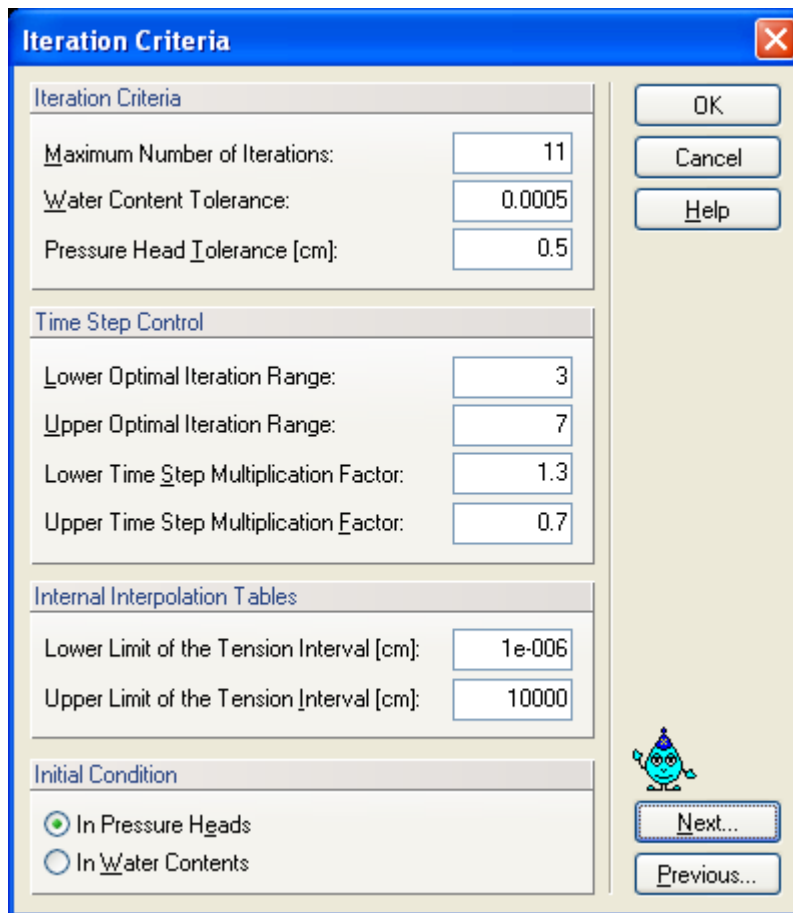 Iteration Criteria
Iteration Criteria
Maximum Number of Iterations: 11
Water Content Tolerance: 0.0005
Pressure Head Tolerance [cm]: 0.5
Time Step Control
Lower Optimal Iteration Range: 3
Upper Optimal Iteration Range: 7
Lower Time Step Multiplication Factor: 1.3
Upper Time Step Multiplication Factor: 0.7
Internal Interpolation Tables
Lower Limit of the Tension Interval [cm]: 1e-006
Upper Limit of the Tension Interval [cm]: 10000
Initial Condition
In Pressure Heads
In Water Contents
OK
Cancel
Help
Next...
Previous...